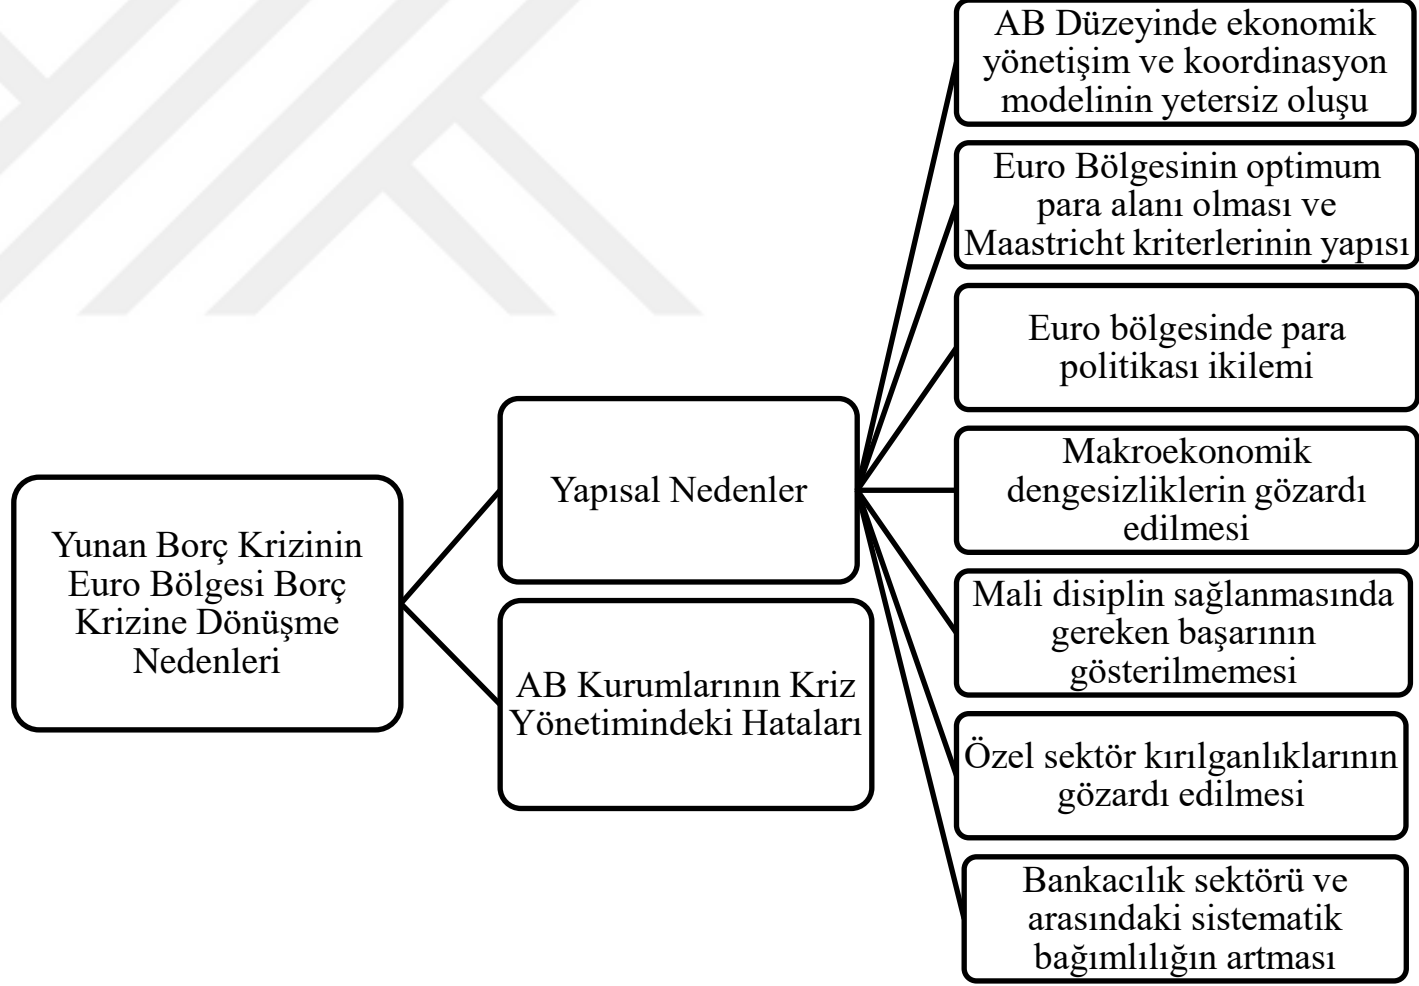 Yunan Borç Krizinin
Euro Bölgesi Borç
Krizine Dönüşme
Nedenleri
Yapısal Nedenler
AB Kurumlarının Kriz
Yönetimindeki Hataları
AB Düzeyinde ekonomik
yönetişim ve koordinasyon
modelinin yetersiz oluşu
Euro Bölgesinin optimum
para alanı olması ve
Maastricht kriterlerinin yapısı
Euro bölgesinde para
politikası ikilemi
Makroekonomik
dengesizliklerin gözardı
edilmesi
Mali disiplin sağlanmasında
gereken başarının
gösterilmemesi
Özel sektör kırılganlıklarının
gözardı edilmesi
Bankacılık sektörü ve
arasındaki sistematik
bağımlılığın artması